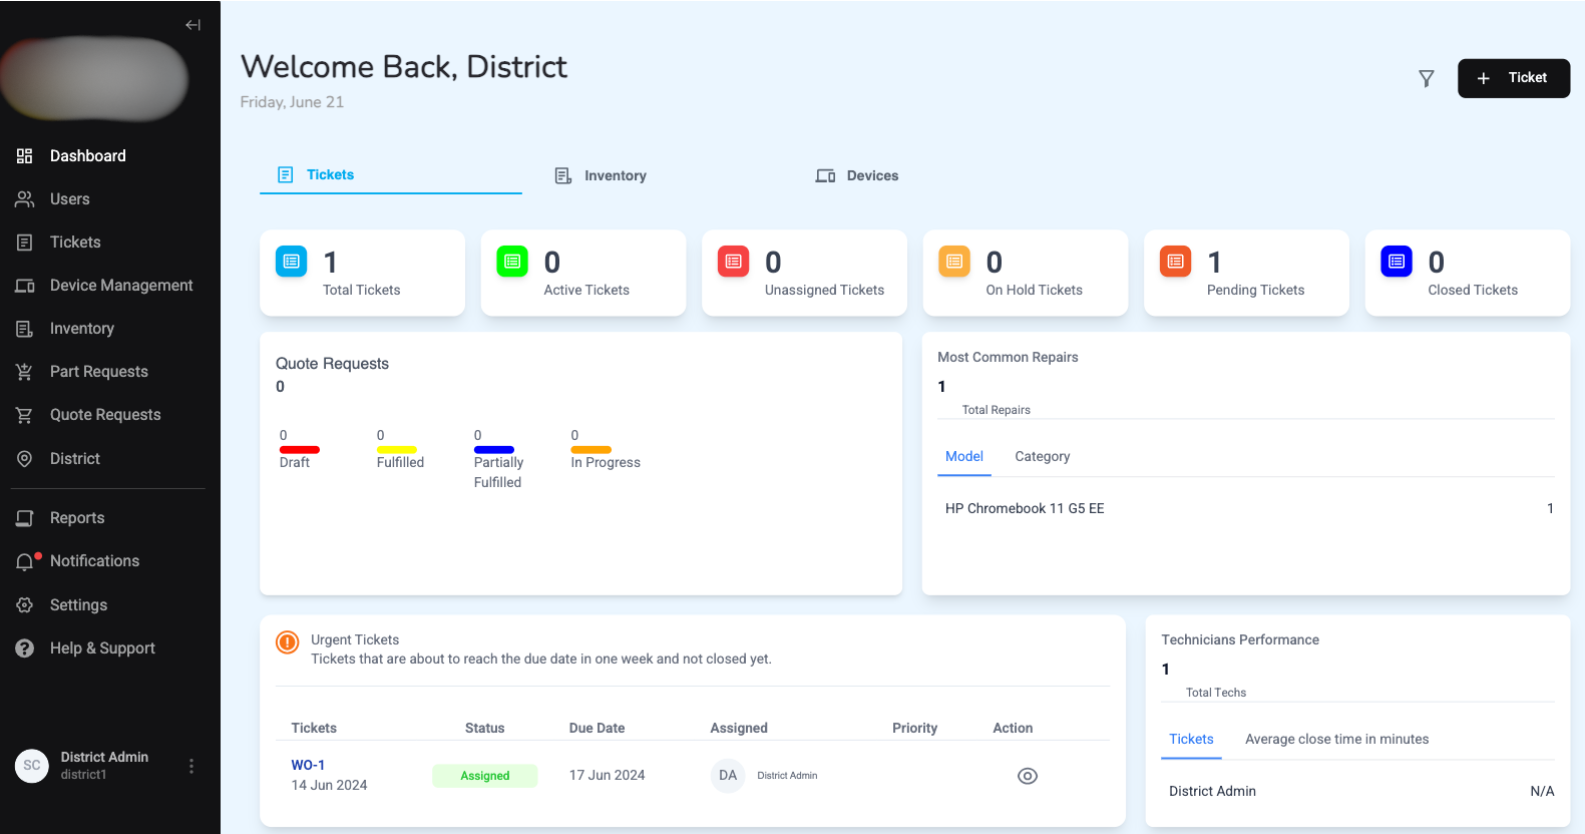 Welcome Back, District
Friday, June 21
+ Ticket
Dashboard
Users
Tickets
Device Management
Inventory
Part Requests
Quote Requests
District
Reports
Notifications
Settings
Help & Support
SC
District Admin
district1
Tickets
Inventory
Devices
1
Total Tickets
0
Active Tickets
0
Unassigned Tickets
0
On Hold Tickets
1
Pending Tickets
0
Closed Tickets
Quote Requests
0
0
Draft
0
Fulfilled
0
Partially
Fulfilled
0
In Progress
Most Common Repairs
1
Total Repairs
Model Category
HP Chromebook 11 G5 EE 1
Urgent Tickets
Tickets that are about to reach the due date in one week and not closed yet.
Tickets Status Due Date Assigned Priority Action
WO-1
14 Jun 2024
Assigned
17 Jun 2024
DA
District Admin
Technicians Performance
1
Total Techs
Tickets Average close time in minutes
District Admin N/A